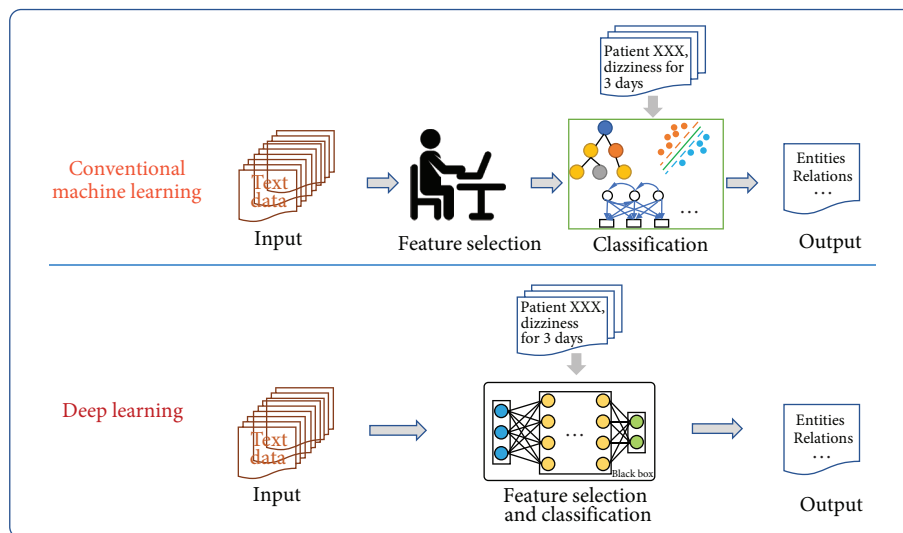 Patient XXX,
dizziness for
3 days
Conventional
machine learning
Text
data
Entities
Relations
...
...
Input
Feature selection
Classification
Output
Patient XXX,
dizziness
for 3 days
Deep learning
Text
data
...
Black box
Entities
Relations
...
Input
Feature selection
and classification
Output